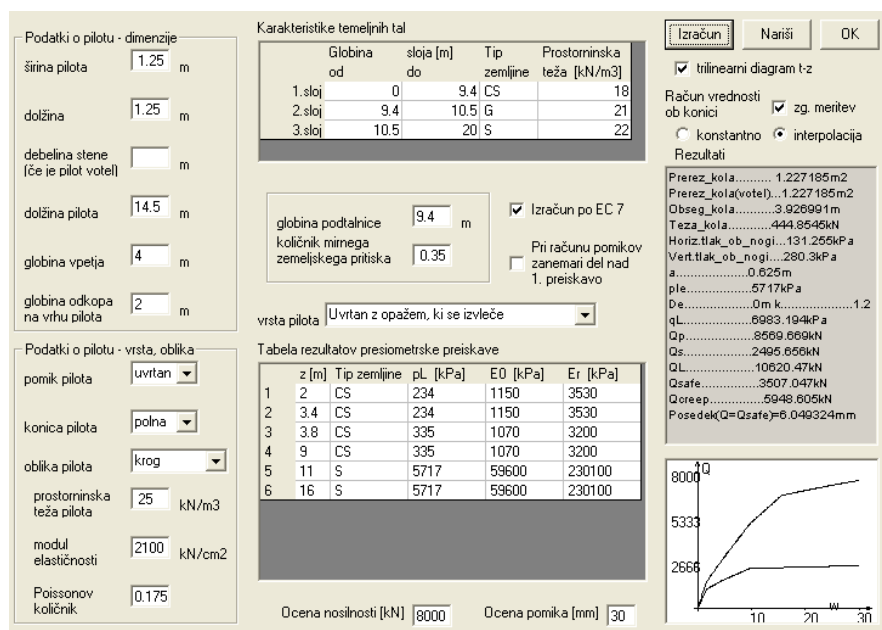 Podatki o pilotu - dimenzije
širina pilota 1.25 m
dolžina 1.25 m
debelina stene
(če je pilot votel) m
dolžina pilota 14.5 m
globina vpetja 4 m
globina odkopa
na vrhu pilota 2 m
Podatki o pilotu - vrsta, oblika
pomik pilota uvrtan
konica pilota polna
oblika pilota krog
prostorninska
teža pilota 25 kN/m3
modul
elastičnosti 2100 kN/cm2
Poissonov
količnik 0.175
Karakteristike temeljnih tal
Globina sloja [m] Tip Prostorninska
od do zemljine teža [kN/m3]
1.sloj 0 9.4 CS 18
2.sloj 9.4 10.5 G 21
3.sloj 10.5 20 S 22
globina podtalnice 9.4 m
količnik mirnega
zemeljskega pritiska 0.35
Izračun po EC 7
Pri računu pomikov
zanemari del nad
1. preiskavo
vrsta pilota Uvrtan z opažem, ki se izvleče
Tabela rezultatov presiometrske preiskave
z [m] Tip zemljine pL [kPa] E0 [kPa] Er [kPa]
1 2 CS 234 1150 3530
2 3.4 CS 234 1150 3530
3 3.8 CS 335 1070 3200
4 9 CS 335 1070 3200
5 11 S 5717 59600 230100
6 16 S 5717 59600 230100
Ocena nosilnosti [kN] 8000 Ocena pomika [mm] 30
Izračun Nariši OK
trilinearni diagram t-z
Račun vrednosti
ob konici zg. meritev
konstantno interpolacija
Rezultati
Prerez_kola.......... 1.227185m2
Prerez_kola(votel)...1.227185m2
Obseg_kola..........3.926991m
Teza_kola..........444.8545kN
Horiz.tlak_ob_nogi...131.255kPa
Vert.tlak_ob_nogi....280.3kPa
a..................0.625m
ple...................5717kPa
De....................0m k...................1.2
qL...................6983.194kPa
Qp....................8569.669kN
Qs...................2495.656kN
QL....................10620.47kN
Qsafe................3507.047kN
Qcreep...............5948.605kN
Posedek(Q=Qsafe)=6.049324mm
Q
8000
5333
2666
w
10 20 30